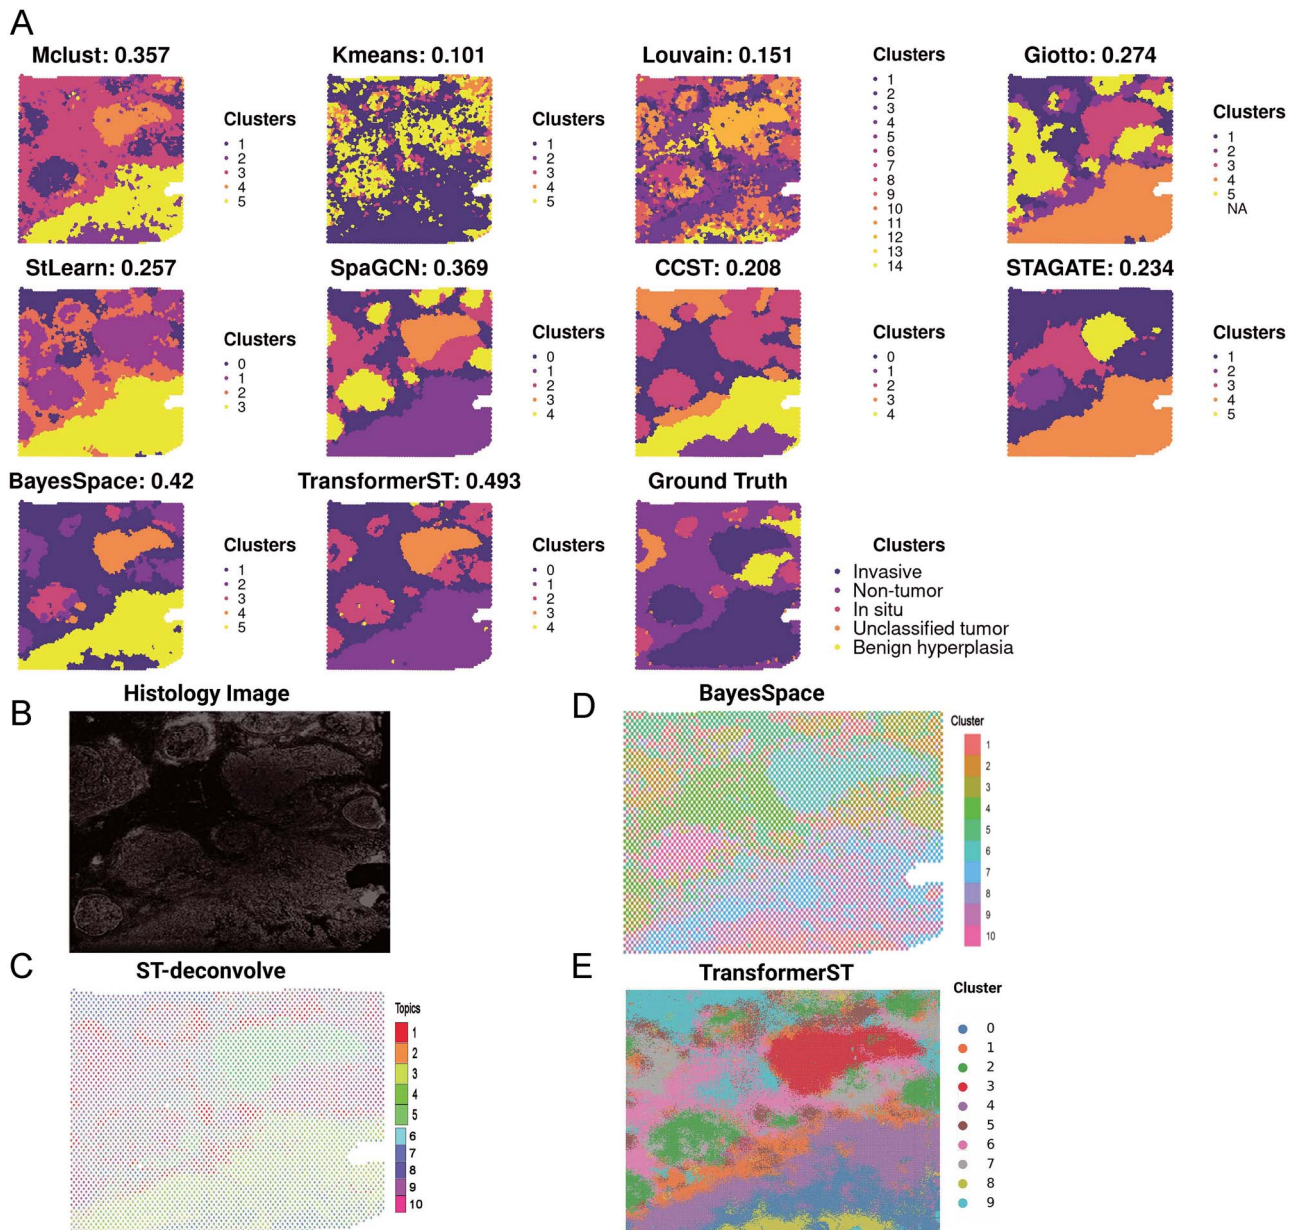 A
Mclust: 0.357
Kmeans: 0.101
Louvain: 0.151
Giotto: 0.274
Clusters
1
2
3
4
5
Clusters
1
2
3
4
5
Clusters
1
2
3
4
5
6
7
8
9
10
11
12
13
14
Clusters
1
2
3
4
5
NA
StLearn: 0.257
SpaGCN: 0.369
CCST: 0.208
STAGATE: 0.234
Clusters
0
1
2
3
Clusters
0
1
2
3
4
Clusters
0
1
2
3
4
Clusters
1
2
3
4
5
BayesSpace: 0.42
TransformerST: 0.493
Ground Truth
Clusters
1
2
3
4
5
Clusters
0
1
2
3
4
Clusters
Invasive
Non-tumor
In situ
Unclassified tumor
Benign hyperplasia
B
Histology Image
D
BayesSpace
Cluster
1
2
3
4
5
6
7
8
9
10
C
ST-deconvolve
Topics
1
2
3
4
5
6
7
8
9
10
E
TransformerST
Cluster
0
1
2
3
4
5
6
7
8
9